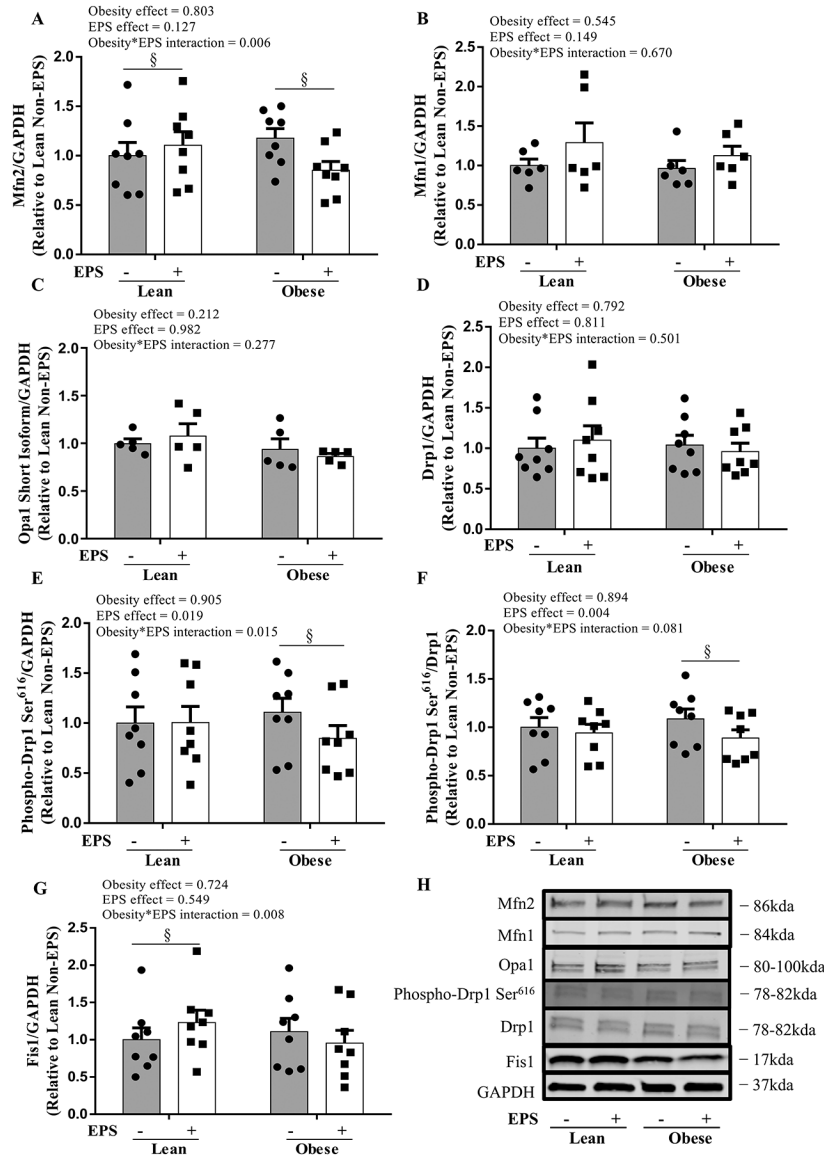 A
Obesity effect = 0.803
EPS effect = 0.127
Obesity*EPS interaction = 0.006
Mfn2/GAPDH
(Relative to Lean Non-EPS)
2.0
1.5
1.0
0.5
0.0
§
§
EPS - + - +
Lean Obese
B
Obesity effect = 0.545
EPS effect = 0.149
Obesity*EPS interaction = 0.670
Mfn1/GAPDH
(Relative to Lean Non-EPS)
2.5
2.0
1.5
1.0
0.5
0.0
EPS - + - +
Lean Obese
C
Obesity effect = 0.212
EPS effect = 0.982
Obesity*EPS interaction = 0.277
Opa1 Short Isoform/GAPDH
(Relative to Lean Non-EPS)
2.0
1.5
1.0
0.5
0.0
EPS - + - +
Lean Obese
D
Obesity effect = 0.792
EPS effect = 0.811
Obesity*EPS interaction = 0.501
Drp1/GAPDH
(Relative to Lean Non-EPS)
2.5
2.0
1.5
1.0
0.5
0.0
EPS - + - +
Lean Obese
E
Obesity effect = 0.905
EPS effect = 0.019
Obesity*EPS interaction = 0.015
Phospho-Drp1 Ser616/GAPDH
(Relative to Lean Non-EPS)
2.0
1.5
1.0
0.5
0.0
§
EPS - + - +
Lean Obese
F
Obesity effect = 0.894
EPS effect = 0.004
Obesity*EPS interaction = 0.081
Phospho-Drp1 Ser616/Drp1
(Relative to Lean Non-EPS)
2.0
1.5
1.0
0.5
0.0
§
EPS - + - +
Lean Obese
G
Obesity effect = 0.724
EPS effect = 0.549
Obesity*EPS interaction = 0.008
Fis1/GAPDH
(Relative to Lean Non-EPS)
2.5
2.0
1.5
1.0
0.5
0.0
§
EPS - + - +
Lean Obese
H
Mfn2 – 86kda
Mfn1 – 84kda
Opa1 – 80-100kda
Phospho-Drp1 Ser616 – 78-82kda
Drp1 – 78-82kda
Fis1 – 17kda
GAPDH – 37kda
EPS - + - +
Lean Obese